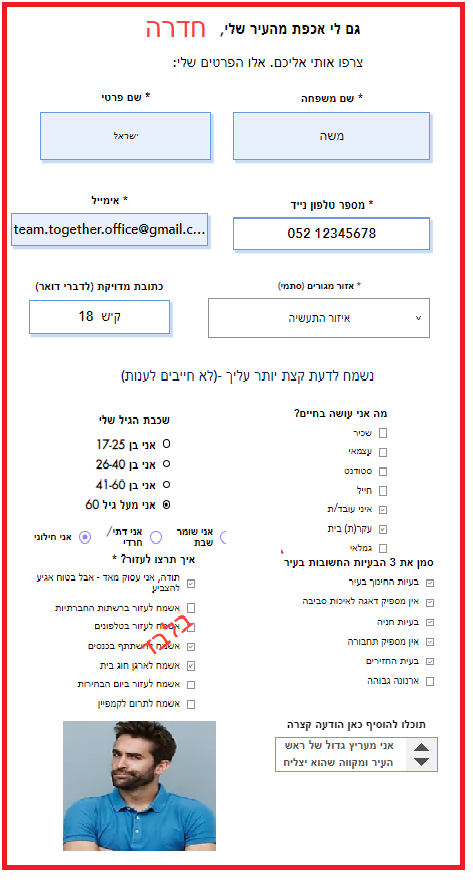 גם לי אכפת מהעיר שלי, חדרה
צרפו אותי אליכם. אלו הפרטים שלי:
* שם משפחה
* שם פרטי
משה
ישראל
* מספר טלפון נייד
* אימייל
052 12345678
team.together.office@gmail.c...
* אזור מגורים (סתמי)
כתובת מדויקת (לדברי דואר)
איזור התעשיה
ק׳ש 18
נשמח לדעת קצת יותר עליך -(לא חייבים לענות)
מה אני עושה בחיים?
שכיר
עצמאי
סטודנט
חייל
איני עובד/ת
עקר(ת) בית
גמלאי
שכבת הגיל שלי
אני בן 17-25
אני בן 26-40
אני בן 41-60
אני מעל גיל 60
אני שומר שבת
אני דתי/ חרדי
אני חילוני
סמן את 3 הבעיות החשובות בעיר
בעיות החינוך בעיר
אין מספיק דאגה לאיכות סביבה
בעיות חניה
אין מספיק תחבורה
בעית החזירים
ארנונה גבוהה
איך תרצו לעזור? *
תודה, אני עסוק מאד - אבל בטוח אגיע
להצביע
אשמח לעזור ברשתות החברתיות
אשמח לעזור בטלפונים
אשמח להשתתף בכנסים
אשמח לארגן חוג בית
אשמח לעזור ביום הבחירות
אשמח לתרום לקמפיין
תוכלו להוסיף כאן הודעה קצרה
אני מעריץ גדול של ראש
העיר ומקווה שהוא יצליח